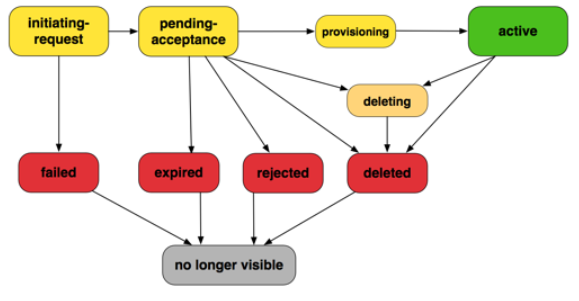 initiating-
request
pending-
acceptance
provisioning
active
deleting
failed
expired
rejected
deleted
no longer visible